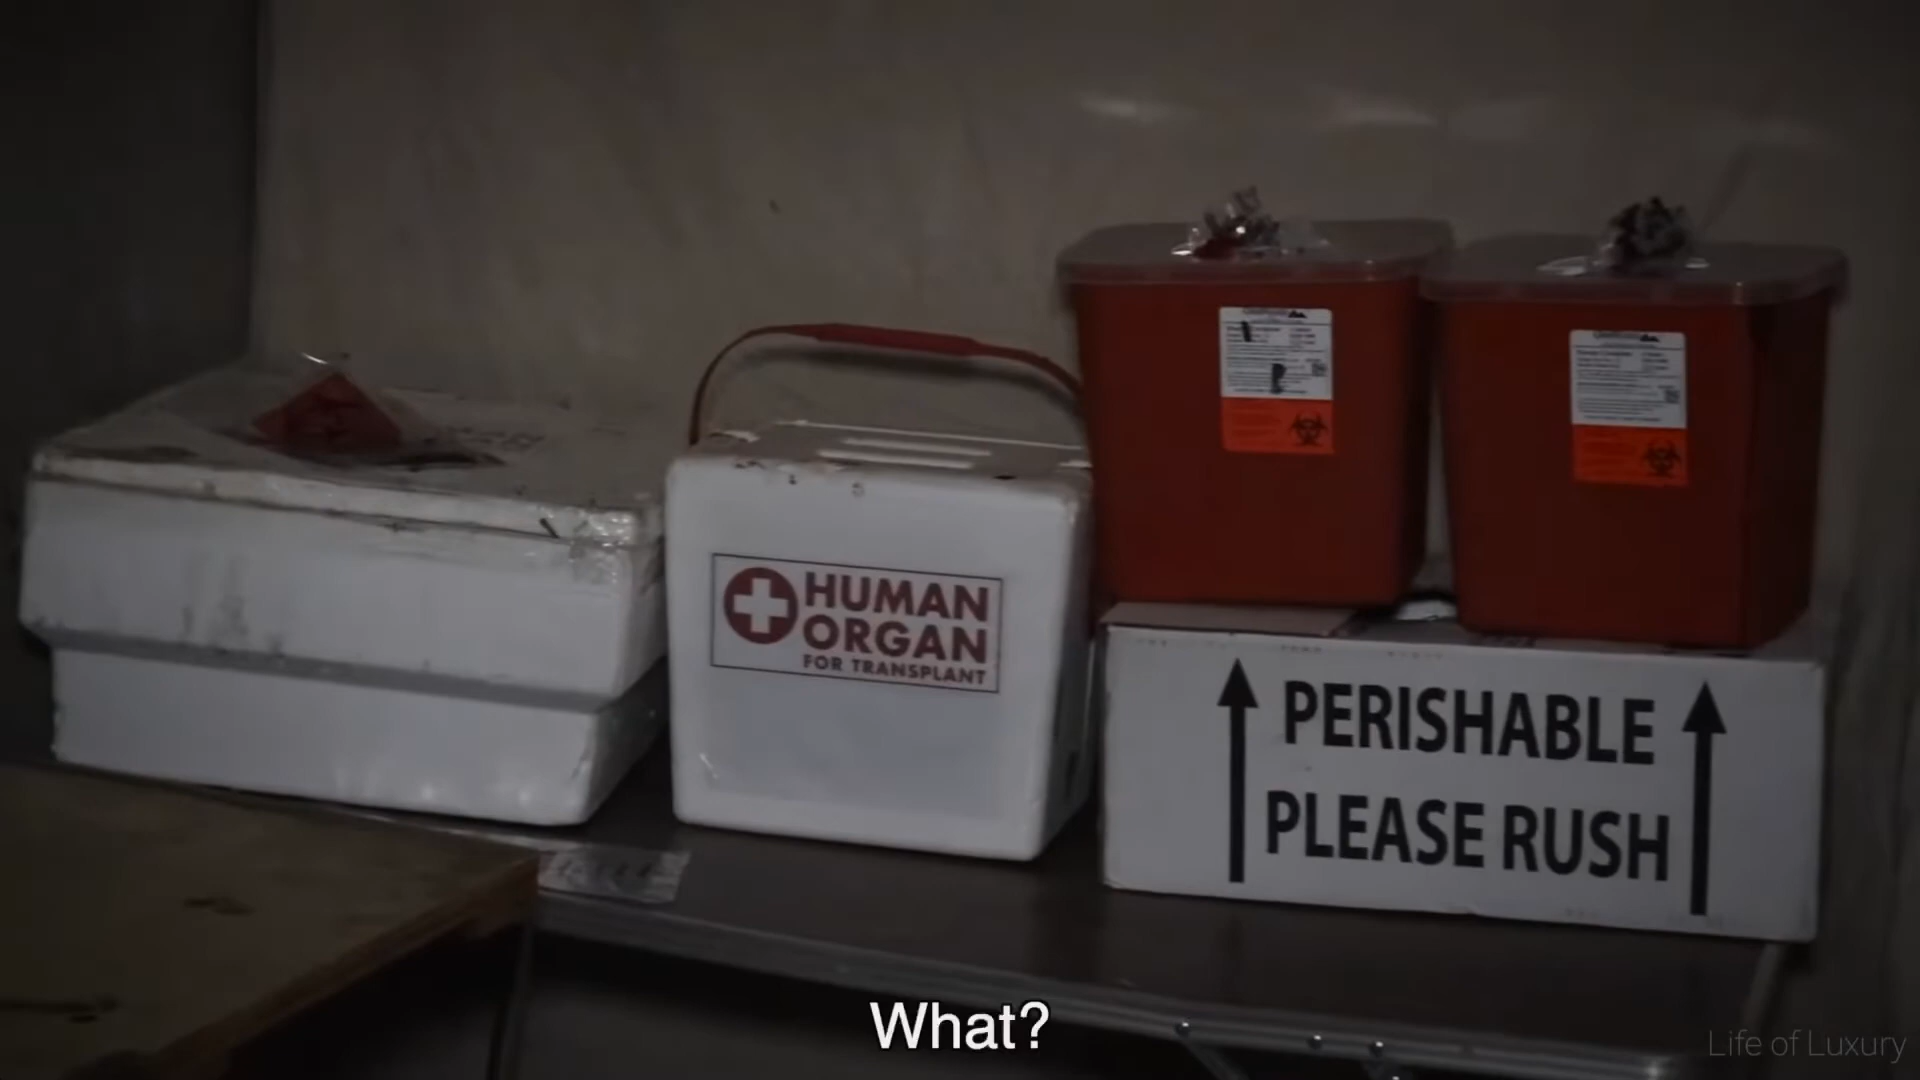 HUMAN
ORGAN
FOR TRANSPLANT
PERISHABLE
PLEASE RUSH
What?
Life of Luxury